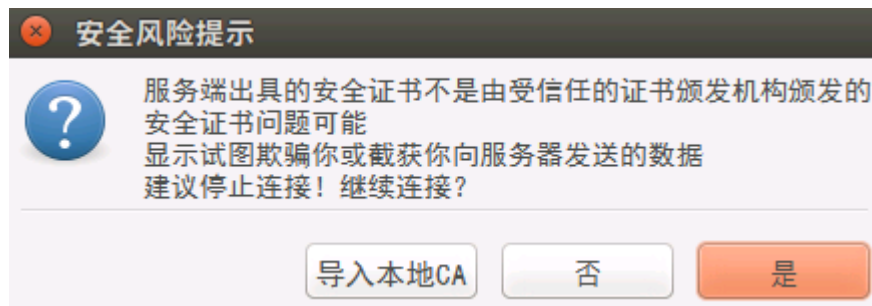 安全风险提示
服务端出具的安全证书不是由受信任的证书颁发机构颁发的
安全证书问题可能
显示试图欺骗你或截获你向服务器发送的数据
建议停止连接！继续连接？
导入本地CA 否 是